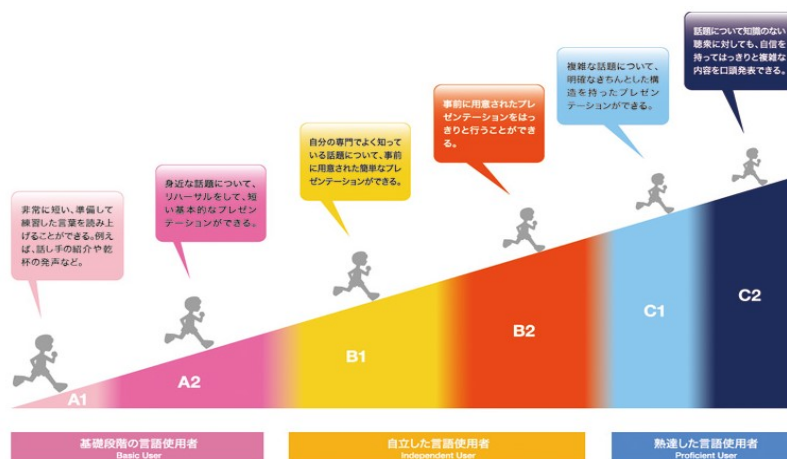 非常に短い、準備して
練習した言葉を読み上
げることができる。例え
ば、話し手の紹介や乾
杯の発声など。
身近な話題について、
リハーサルをして、短
い基本的なプレゼン
テーションができる。
自分の専門でよく知っ
ている話題について、事前
に用意された簡単なプレ
ゼンテーションができる。
事前に用意されたプレ
ゼンテーションをはっ
きりと行うことができ
る。
複雑な話題について、
明確なきちんとした構
造を持ったプレゼン
テーションができる。
話題について知識のない
聴衆に対しても、自信を
持ってはっきりと複雑な
内容を口頭発表できる。
A1
A2
B1
B2
C1
C2
基礎段階の言語使用者
Basic User
自立した言語使用者
Independent User
熟達した言語使用者
Proficient User